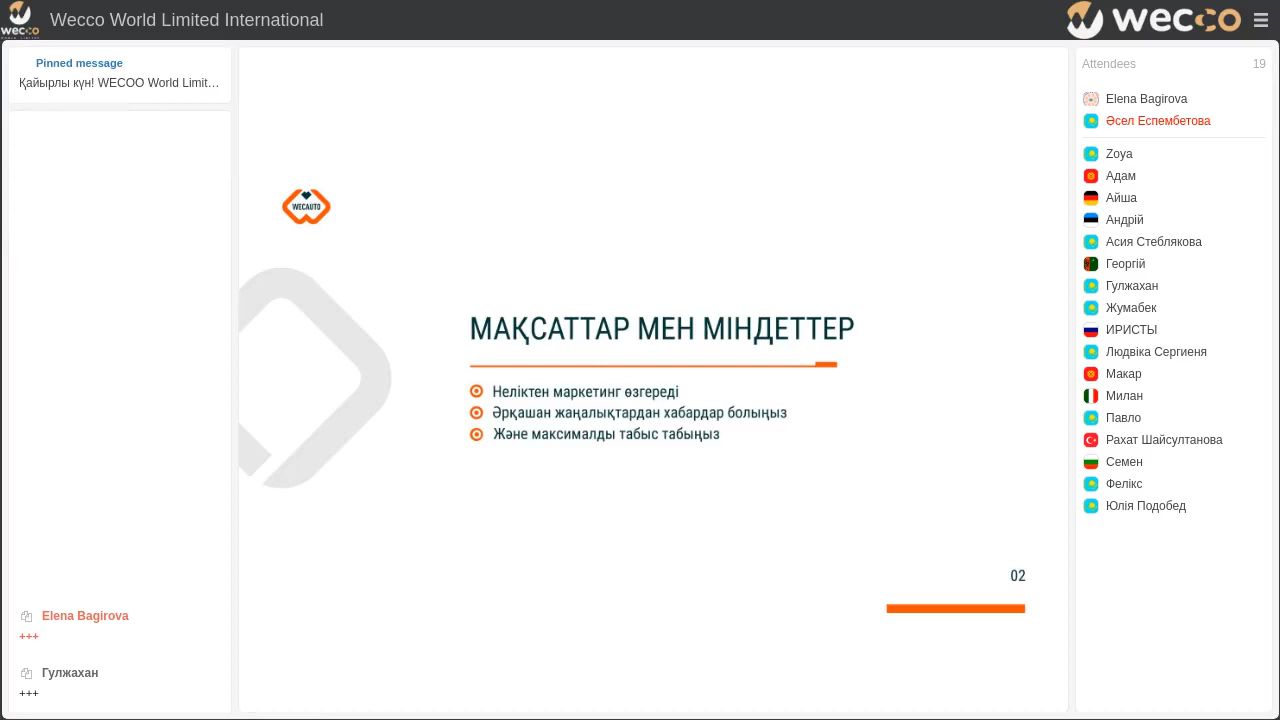 wecco
Wecco World Limited International
wecco
Pinned message
Қайырлы күн! WECOO World Limit…
Elena Bagirova
+++
Гулжахан
+++
WECAUTO
МАҚСАТТАР МЕН МІНДЕТТЕР
Неліктен маркетинг өзгереді
Әрқашан жаңалықтардан хабардар болыңыз
Және максималды табыс табыңыз
02
Attendees 19
Elena Bagirova
Әсел Еспембетова
Zoya
Адам
Айша
Андрій
Асия Стеблякова
Георгій
Гулжахан
Жумабек
ИРИСТЫ
Людвіка Сергиеня
Макар
Милан
Павло
Рахат Шайсултанова
Семен
Фелікс
Юлія Подобед